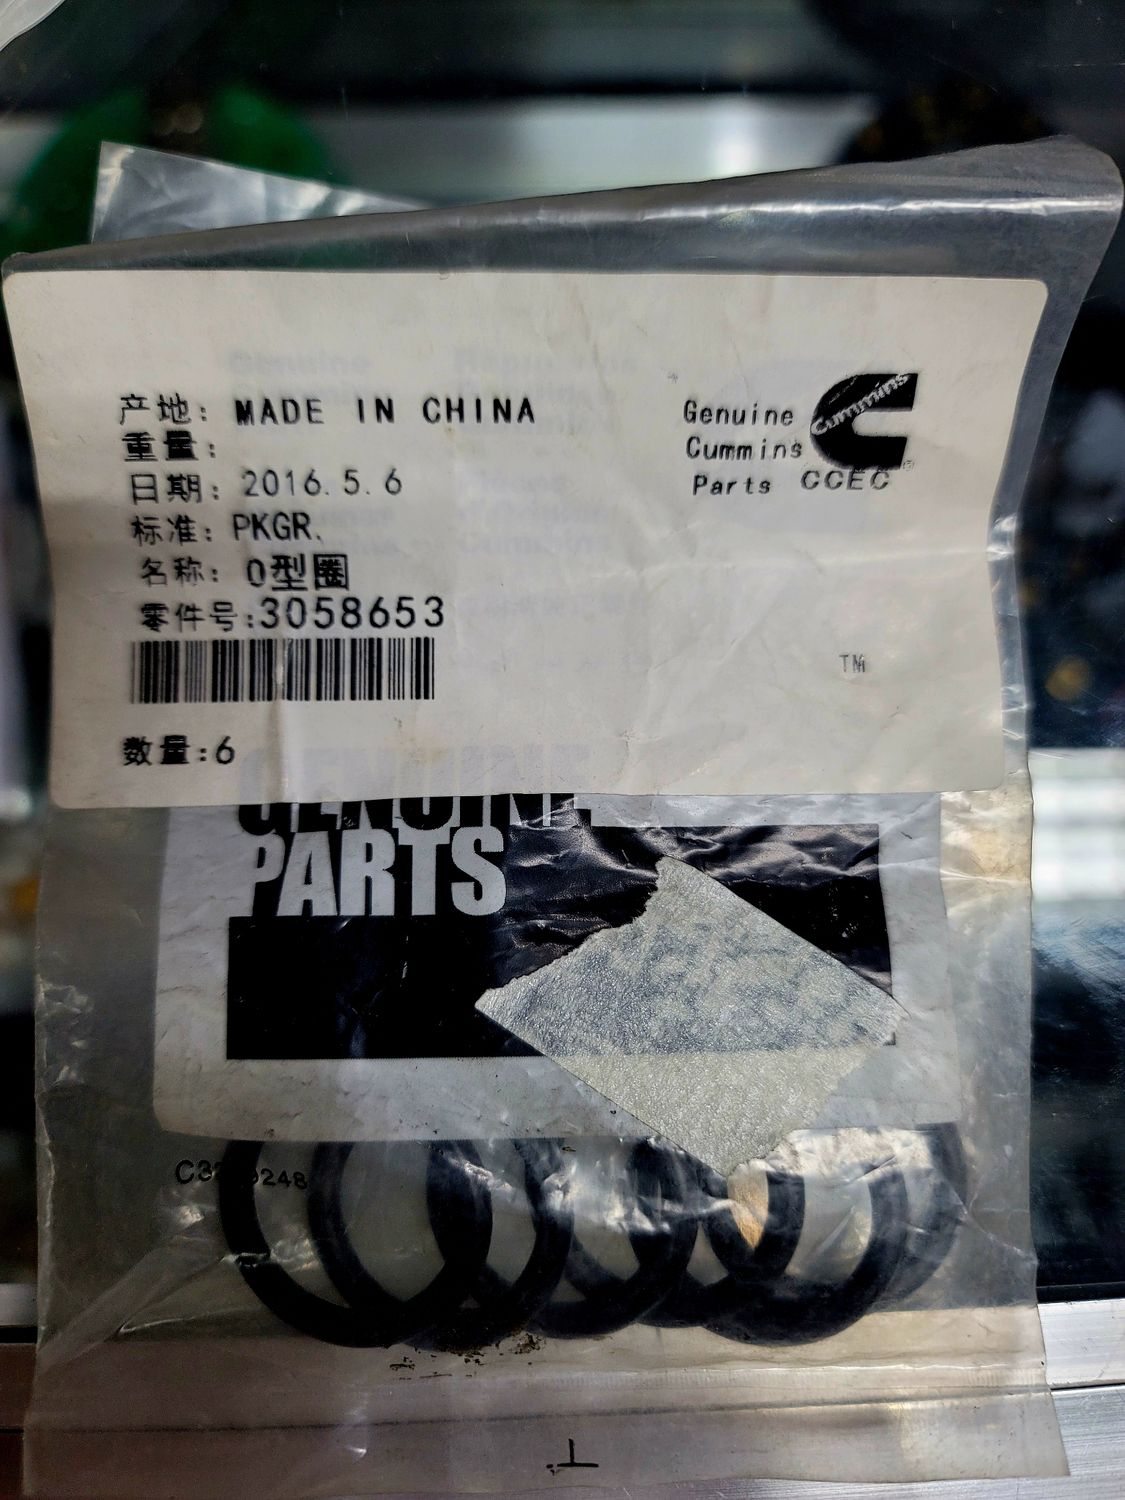 产地: MADE IN CHINA
重量:
日期: 2016.5.6
标准: PKGR.
名称: O型圈
零件号:3058653
数量:6
Genuine
Cummins
Parts CCEC
Cummins
®
TM
GENUINE
PARTS